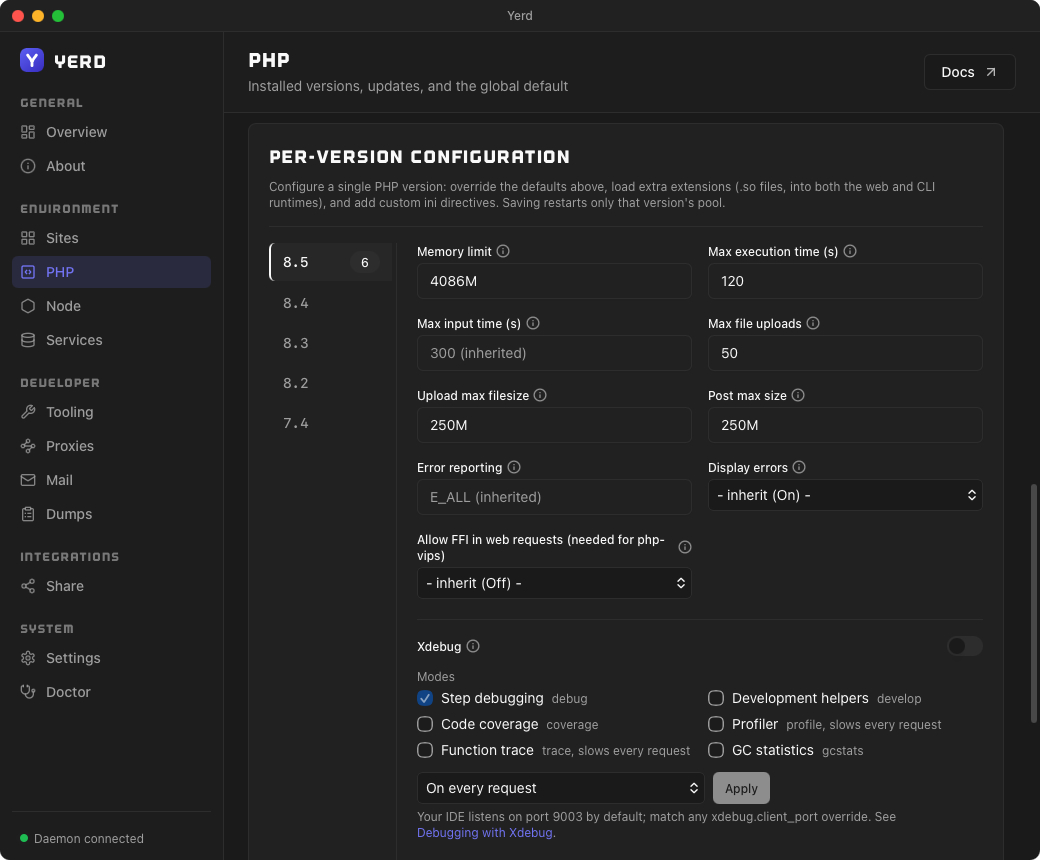 Yerd
Y YERD
GENERAL
Overview
About
ENVIRONMENT
Sites
PHP
Node
Services
DEVELOPER
Tooling
Proxies
Mail
Dumps
INTEGRATIONS
Share
SYSTEM
Settings
Doctor
Daemon connected
PHP
Installed versions, updates, and the global default
Docs
PER-VERSION CONFIGURATION
Configure a single PHP version: override the defaults above, load extra extensions (.so files, into both the web and CLI
runtimes), and add custom ini directives. Saving restarts only that version's pool.
8.5 6
8.4
8.3
8.2
7.4
Memory limit
4086M
Max execution time (s)
120
Max input time (s)
300 (inherited)
Max file uploads
50
Upload max filesize
250M
Post max size
250M
Error reporting
E_ALL (inherited)
Display errors
- inherit (On) -
Allow FFI in web requests (needed for php-
vips)
- inherit (Off) -
Xdebug
Modes
Step debugging debug
Development helpers develop
Code coverage coverage
Profiler profile, slows every request
Function trace trace, slows every request
GC statistics gcstats
On every request
Apply
Your IDE listens on port 9003 by default; match any xdebug.client_port override. See
Debugging with Xdebug.